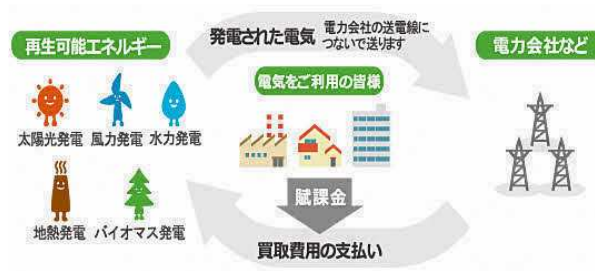 発電された電気 電力会社の送電線に
つないで送ります
再生可能エネルギー
電力会社など
電気をご利用の皆様
太陽光発電 風力発電 水力発電
賦課金
地熱発電 バイオマス発電
買取費用の支払い